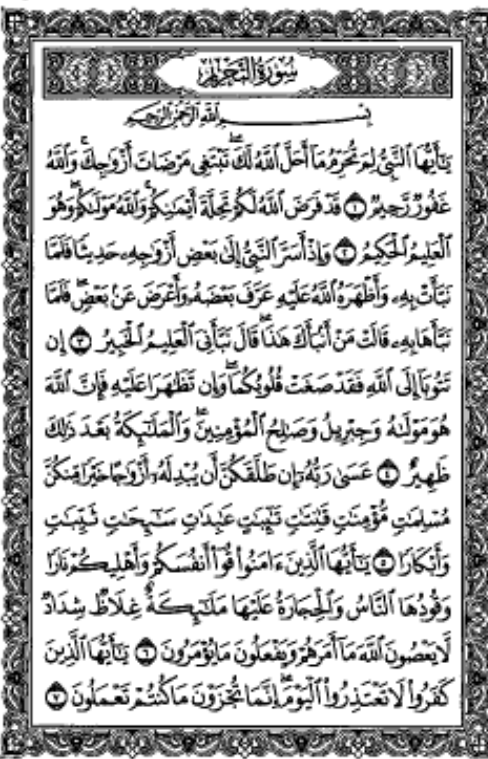 سُورَةُ التَّحْرِيمِ
بِسْمِ اللَّهِ الرَّحْمَٰنِ الرَّحِيمِ
يَٰٓأَيُّهَا ٱلنَّبِىُّ لِمَ تُحَرِّمُ مَآ أَحَلَّ ٱللَّهُ لَكَ ۖ تَبْتَغِى مَرْضَاتَ أَزْوَٰجِكَ ۚ وَٱللَّهُ
غَفُورٌ رَّحِيمٌ ١ قَدْ فَرَضَ ٱللَّهُ لَكُمْ تَحِلَّةَ أَيْمَٰنِكُمْ ۚ وَٱللَّهُ مَوْلَىٰكُمْ ۖ وَهُوَ
ٱلْعَلِيمُ ٱلْحَكِيمُ ٢ وَإِذْ أَسَرَّ ٱلنَّبِىُّ إِلَىٰ بَعْضِ أَزْوَٰجِهِۦ حَدِيثًا فَلَمَّا
نَبَّأَتْ بِهِۦ وَأَظْهَرَهُ ٱللَّهُ عَلَيْهِ عَرَّفَ بَعْضَهُۥ وَأَعْرَضَ عَنۢ بَعْضٍ ۖ فَلَمَّا
نَبَّأَهَا بِهِۦ قَالَتْ مَنْ أَنۢبَأَكَ هَٰذَا ۖ قَالَ نَبَّأَنِىَ ٱلْعَلِيمُ ٱلْخَبِيرُ ٣ إِن
تَتُوبَآ إِلَى ٱللَّهِ فَقَدْ صَغَتْ قُلُوبُكُمَا ۖ وَإِن تَظَٰهَرَا عَلَيْهِ فَإِنَّ ٱللَّهَ
هُوَ مَوْلَىٰهُ وَجِبْرِيلُ وَصَٰلِحُ ٱلْمُؤْمِنِينَ ۖ وَٱلْمَلَٰٓئِكَةُ بَعْدَ ذَٰلِكَ
ظَهِيرٌ ٤ عَسَىٰ رَبُّهُۥٓ إِن طَلَّقَكُنَّ أَن يُبْدِلَهُۥٓ أَزْوَٰجًا خَيْرًا مِّنكُنَّ
مُسْلِمَٰتٍ مُّؤْمِنَٰتٍ قَٰنِتَٰتٍ تَٰٓئِبَٰتٍ عَٰبِدَٰتٍ سَٰٓئِحَٰتٍ ثَيِّبَٰتٍ
وَأَبْكَارًا ٥ يَٰٓأَيُّهَا ٱلَّذِينَ ءَامَنُوا۟ قُوٓا۟ أَنفُسَكُمْ وَأَهْلِيكُمْ نَارًا
وَقُودُهَا ٱلنَّاسُ وَٱلْحِجَارَةُ عَلَيْهَا مَلَٰٓئِكَةٌ غِلَاظٌ شِدَادٌ
لَّا يَعْصُونَ ٱللَّهَ مَآ أَمَرَهُمْ وَيَفْعَلُونَ مَا يُؤْمَرُونَ ٦ يَٰٓأَيُّهَا ٱلَّذِينَ
كَفَرُوا۟ لَا تَعْتَذِرُوا۟ ٱلْيَوْمَ ۖ إِنَّمَا تُجْزَوْنَ مَا كُنتُمْ تَعْمَلُونَ ٧